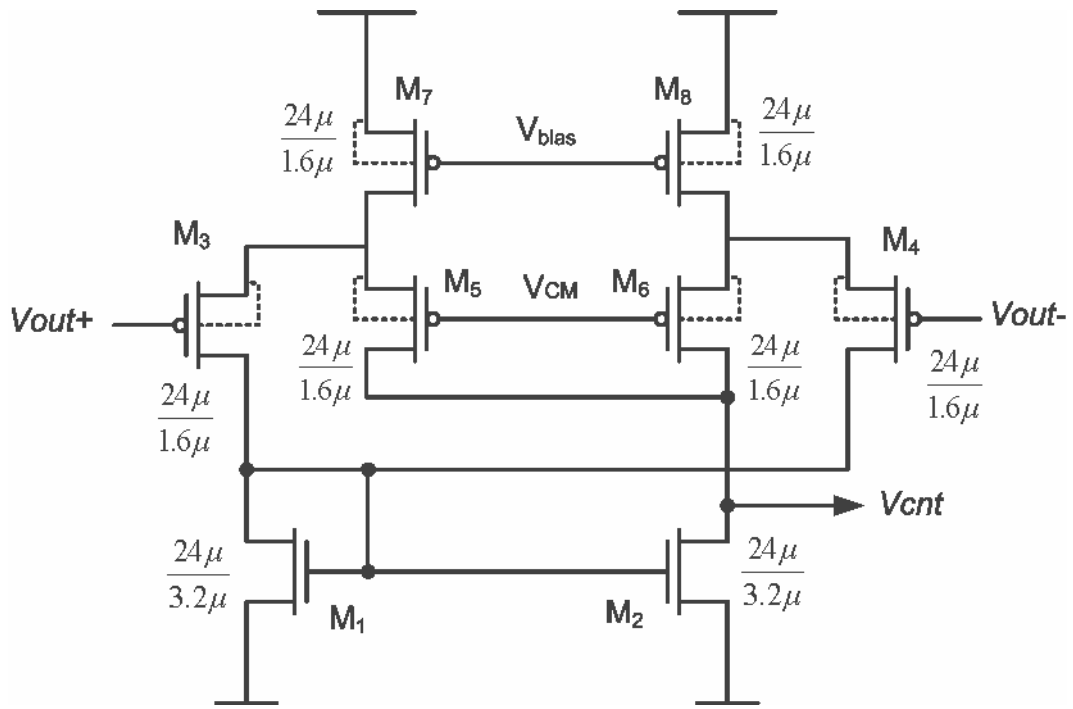 M₇
M₈
24μ
1.6μ
Vbias
24μ
1.6μ
M₃
M₄
M₅
VCM
M₆
Vout+
Vout-
24μ
1.6μ
24μ
1.6μ
24μ
1.6μ
24μ
1.6μ
Vcnt
24μ
3.2μ
M₁
M₂
24μ
3.2μ